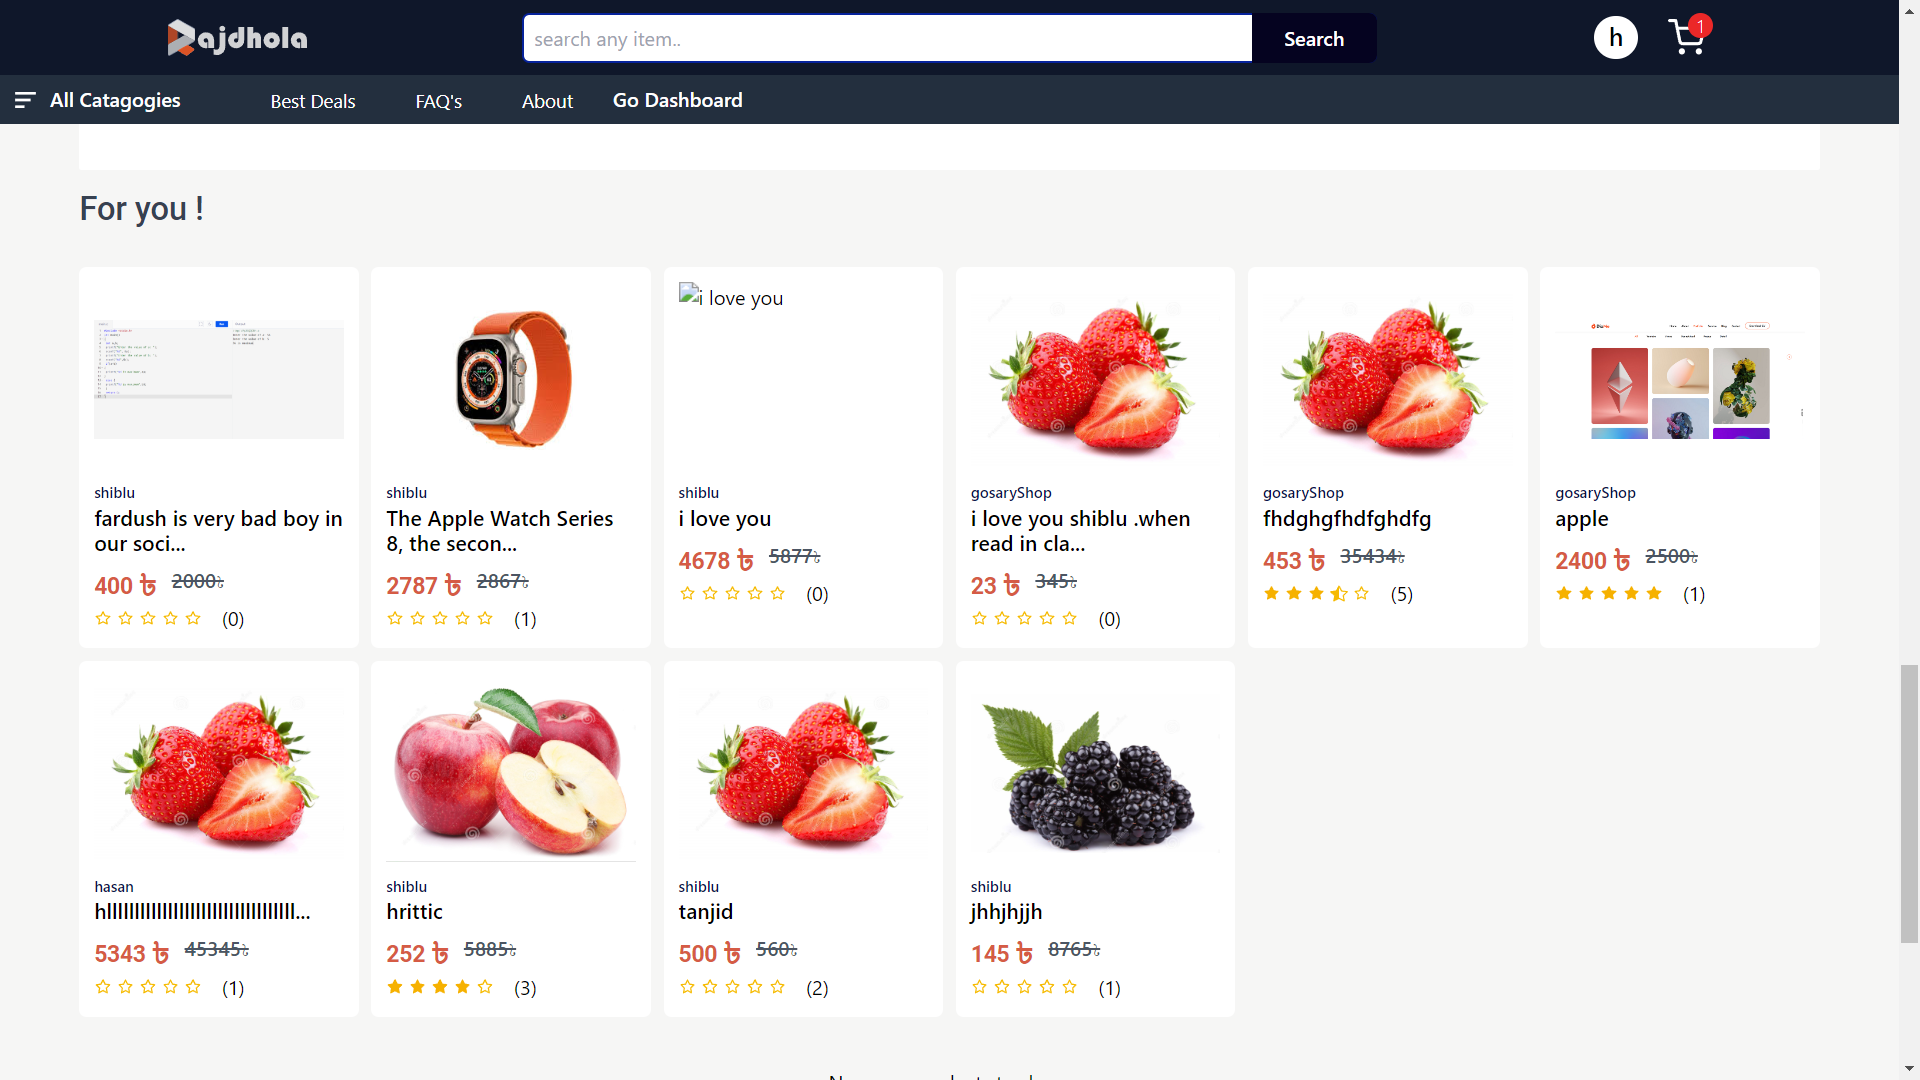 Rajdhola
search any item..
Search
h
1
All Catagogies
Best Deals
FAQ's
About
Go Dashboard
For you !
shiblu
fardush is very bad boy in
our soci...
400 ৳ 2000৳
(0)
shiblu
The Apple Watch Series
8, the secon...
2787 ৳ 2867৳
(1)
i love you
shiblu
i love you
4678 ৳ 5877৳
(0)
gosaryShop
i love you shiblu .when
read in cla...
23 ৳ 345৳
(0)
gosaryShop
fhdghgfhdfghdfg
453 ৳ 35434৳
(5)
gosaryShop
apple
2400 ৳ 2500৳
(1)
hasan
hllllllllllllllllllllllllllllllllll...
5343 ৳ 45345৳
(1)
shiblu
hrittic
252 ৳ 5885৳
(3)
shiblu
tanjid
500 ৳ 560৳
(2)
shiblu
jhhjhjjh
145 ৳ 8765৳
(1)